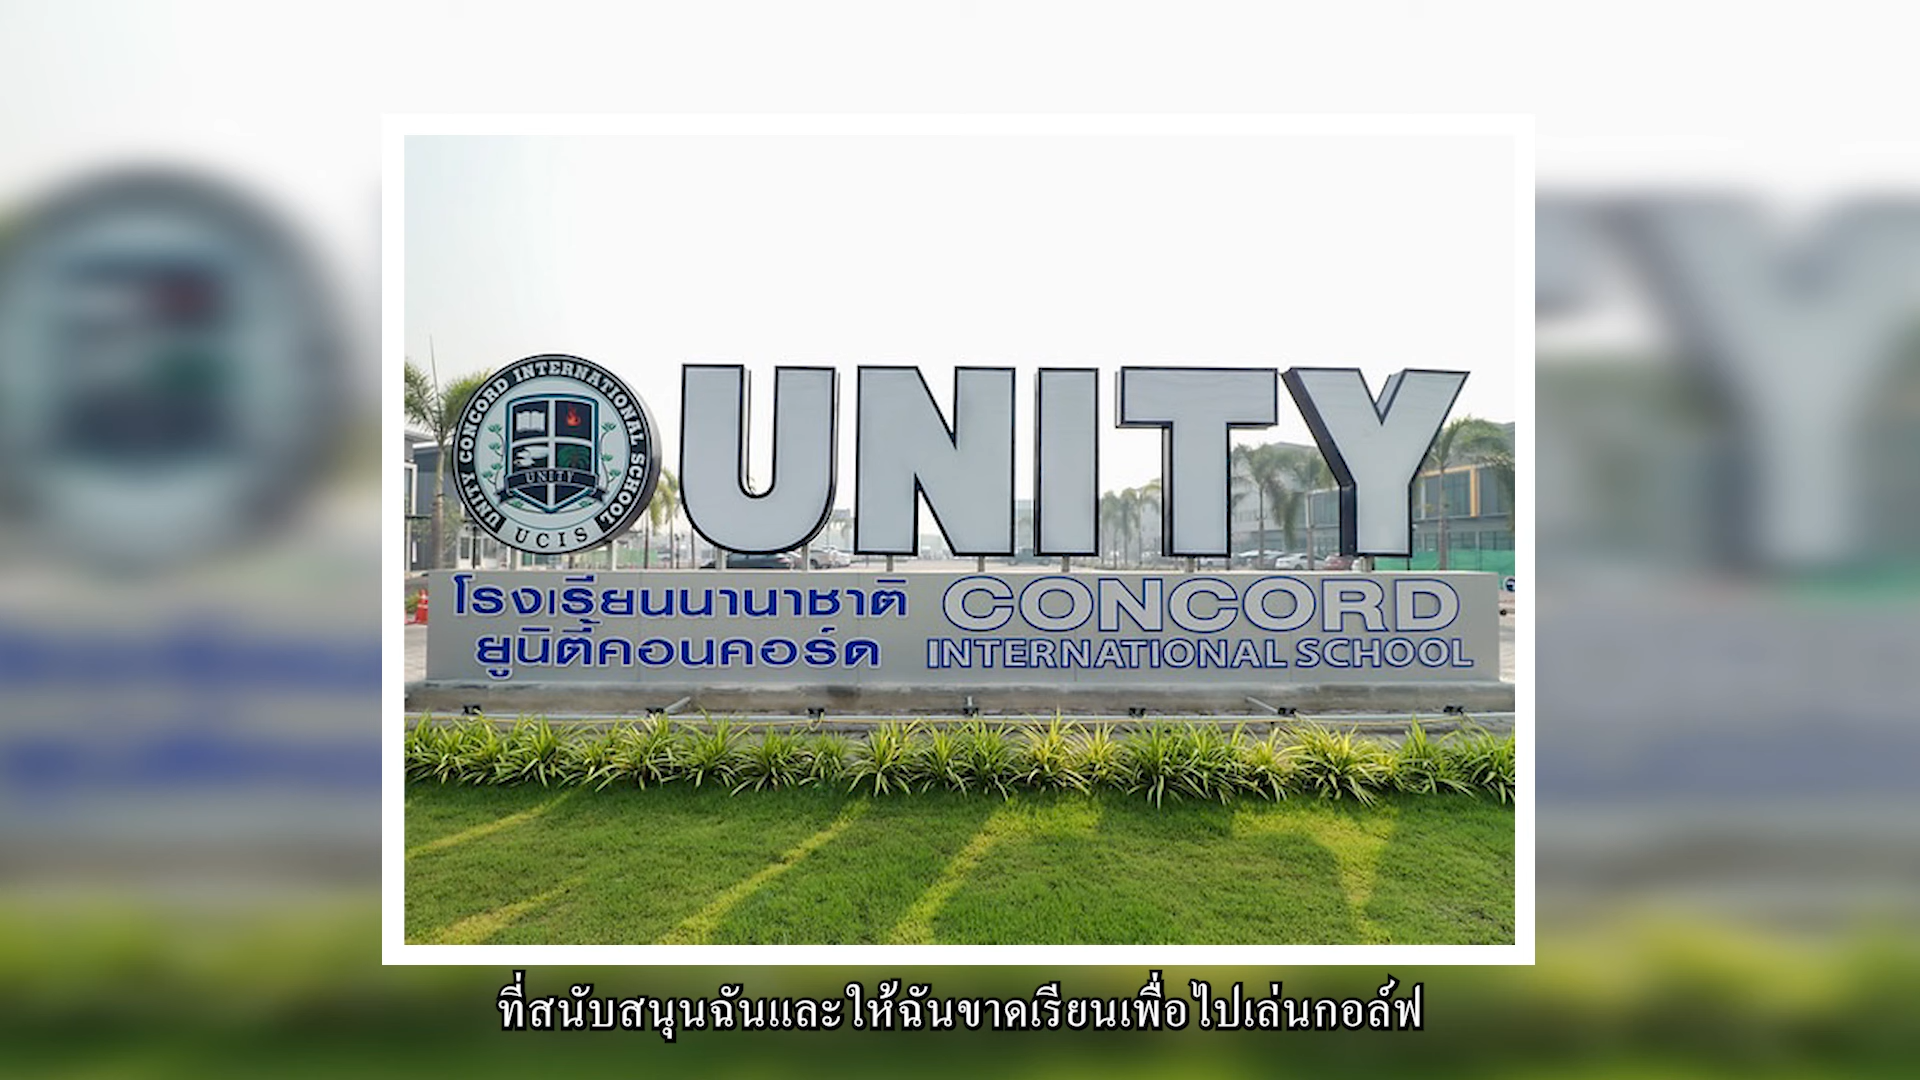 UNITY CONCORD INTERNATIONAL SCHOOL
UNITY
UCIS
UNITY
โรงเรียนนานาชาติ
ยูนิตี้คอนคอร์ด
CONCORD
INTERNATIONAL SCHOOL
ที่สนับสนุนฉันและให้ฉันขาดเรียนเพื่อไปเล่นกอล์ฟ